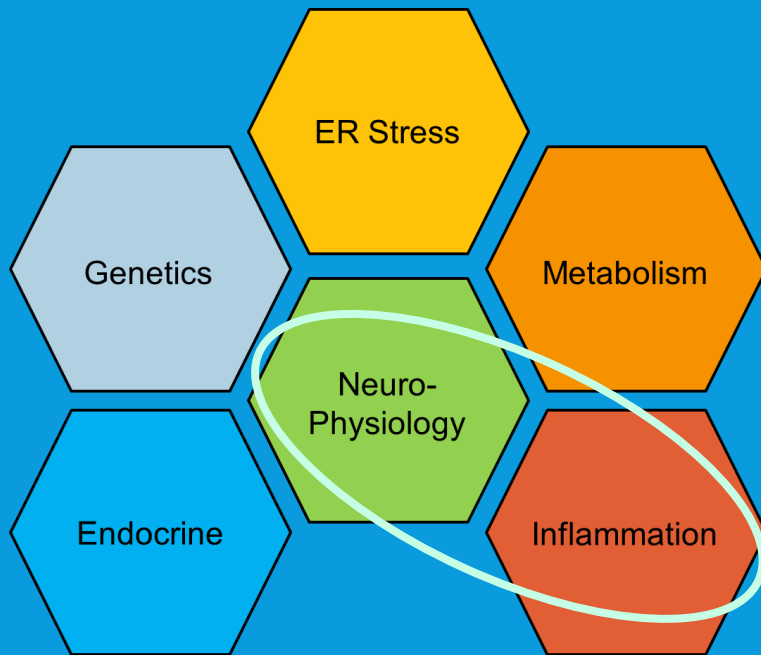 ER Stress
Genetics
Metabolism
Neuro-
Physiology
Endocrine
Inflammation